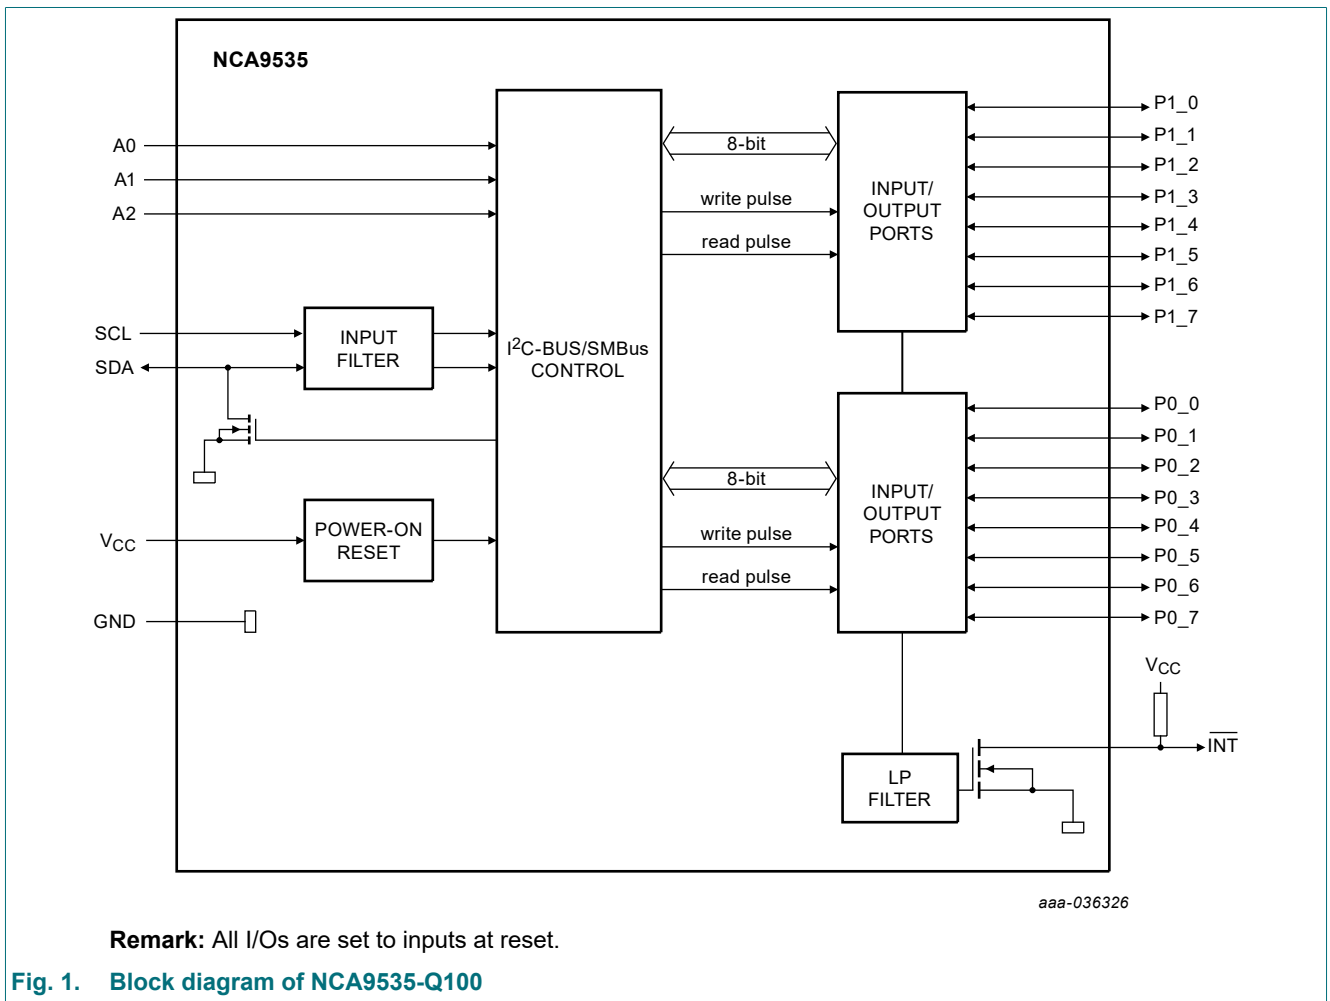 NCA9535
A0
A1
A2
SCL
SDA
VCC
GND
INPUT
FILTER
POWER-ON
RESET
I2C-BUS/SMBus
CONTROL
8-bit
write pulse
read pulse
INPUT/
OUTPUT
PORTS
P1_0
P1_1
P1_2
P1_3
P1_4
P1_5
P1_6
P1_7
8-bit
write pulse
read pulse
INPUT/
OUTPUT
PORTS
P0_0
P0_1
P0_2
P0_3
P0_4
P0_5
P0_6
P0_7
VCC
INT
LP
FILTER
aaa-036326
Remark: All I/Os are set to inputs at reset.
Fig. 1. Block diagram of NCA9535-Q100